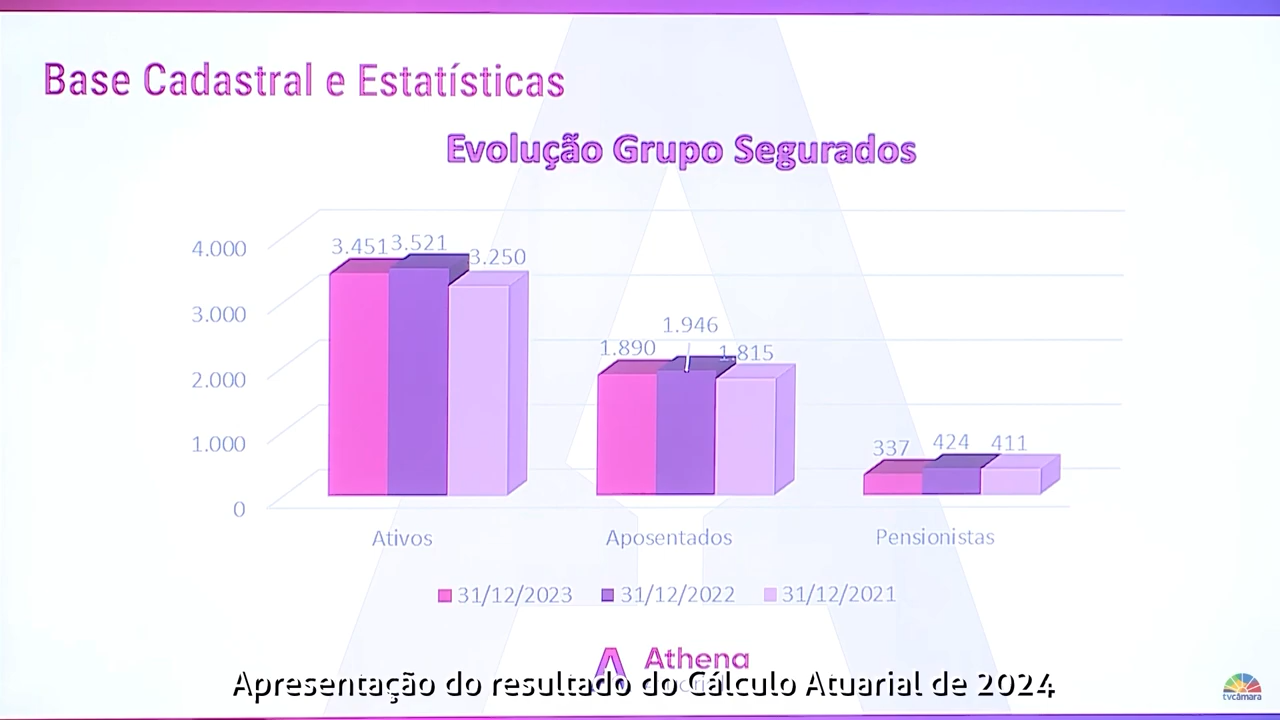 Base Cadastral e Estatísticas
Evolução Grupo Segurados
4.000
3.000
2.000
1.000
0
3.451
3.521
3.250
1.890
1.946
1.815
337
424
411
Ativos
Aposentados
Pensionistas
31/12/2023
31/12/2022
31/12/2021
Athena
Apresentação do resultado do Cálculo Atuarial de 2024
tvcâmara